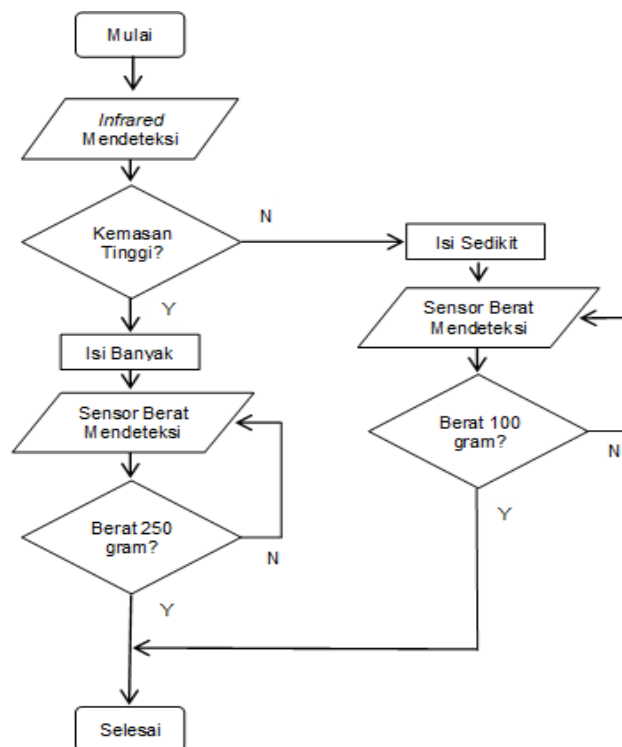 Mulai
Infrared
Mendeteksi
Kemasan
Tinggi?
N
Isi Sedikit
Y
Sensor Berat
Mendeteksi
Isi Banyak
Sensor Berat
Mendeteksi
Berat 100
gram?
N
Y
Berat 250
gram?
N
Y
Selesai